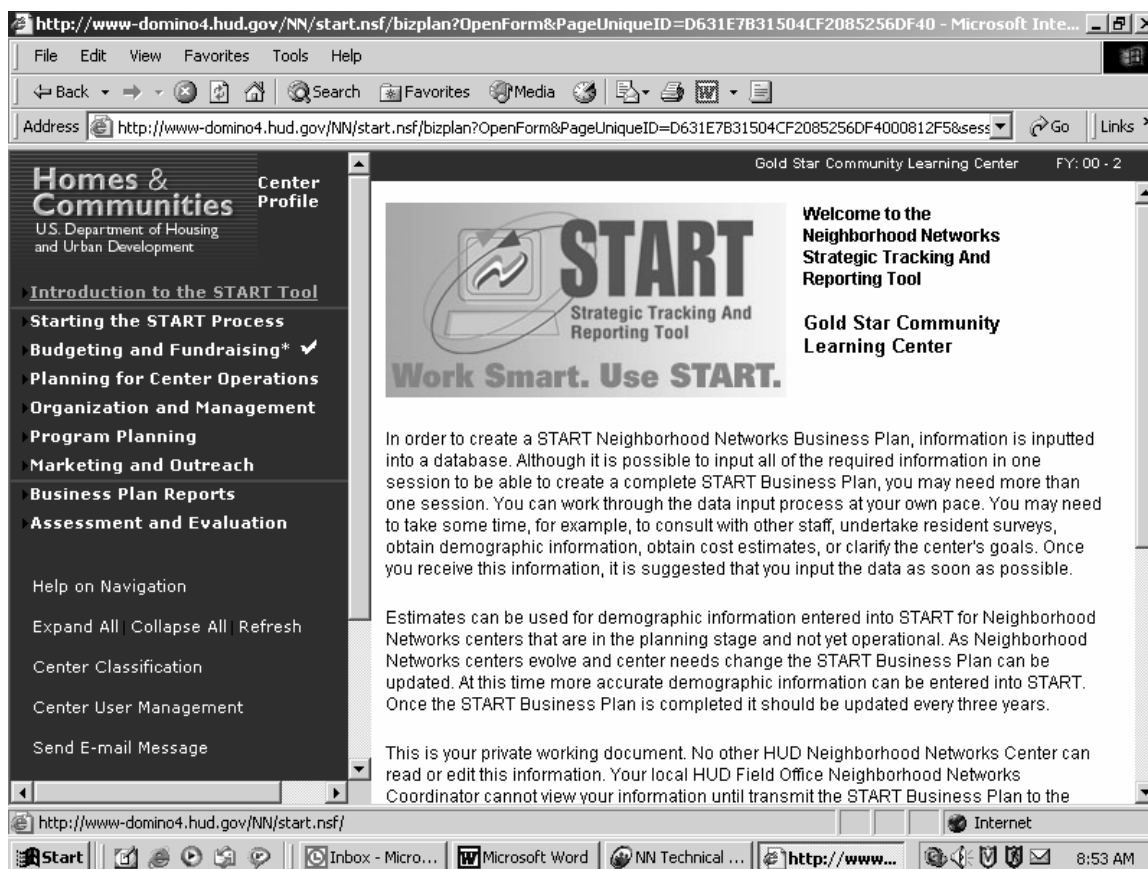 http://www-domino4.hud.gov/NN/start.nsf/bizplan?OpenForm&PageUniqueID=D631E7B31504CF2085256DF40 - Microsoft Inte...
File Edit View Favorites Tools Help
Back Search Favorites Media
Address http://www-domino4.hud.gov/NN/start.nsf/bizplan?OpenForm&PageUniqueID=D631E7B31504CF2085256DF4000812F5&sess Go Links
Homes &
Communities
U.S. Department of Housing
and Urban Development
Center
Profile
Introduction to the START Tool
Starting the START Process
Budgeting and Fundraising* ✔
Planning for Center Operations
Organization and Management
Program Planning
Marketing and Outreach
Business Plan Reports
Assessment and Evaluation
Help on Navigation
Expand All | Collapse All | Refresh
Center Classification
Center User Management
Send E-mail Message
Gold Star Community Learning Center FY: 00 - 2
START
Strategic Tracking And
Reporting Tool
Work Smart. Use START.
Welcome to the
Neighborhood Networks
Strategic Tracking And
Reporting Tool
Gold Star Community
Learning Center
In order to create a START Neighborhood Networks Business Plan, information is inputted
into a database. Although it is possible to input all of the required information in one
session to be able to create a complete START Business Plan, you may need more than
one session. You can work through the data input process at your own pace. You may need
to take some time, for example, to consult with other staff, undertake resident surveys,
obtain demographic information, obtain cost estimates, or clarify the center's goals. Once
you receive this information, it is suggested that you input the data as soon as possible.
Estimates can be used for demographic information entered into START for Neighborhood
Networks centers that are in the planning stage and not yet operational. As Neighborhood
Networks centers evolve and center needs change the START Business Plan can be
updated. At this time more accurate demographic information can be entered into START.
Once the START Business Plan is completed it should be updated every three years.
This is your private working document. No other HUD Neighborhood Networks Center can
read or edit this information. Your local HUD Field Office Neighborhood Networks
Coordinator cannot view your information until transmit the START Business Plan to the
http://www-domino4.hud.gov/NN/start.nsf/ Internet
Start Inbox - Micro... Microsoft Word NN Technical ... http://www... 8:53 AM